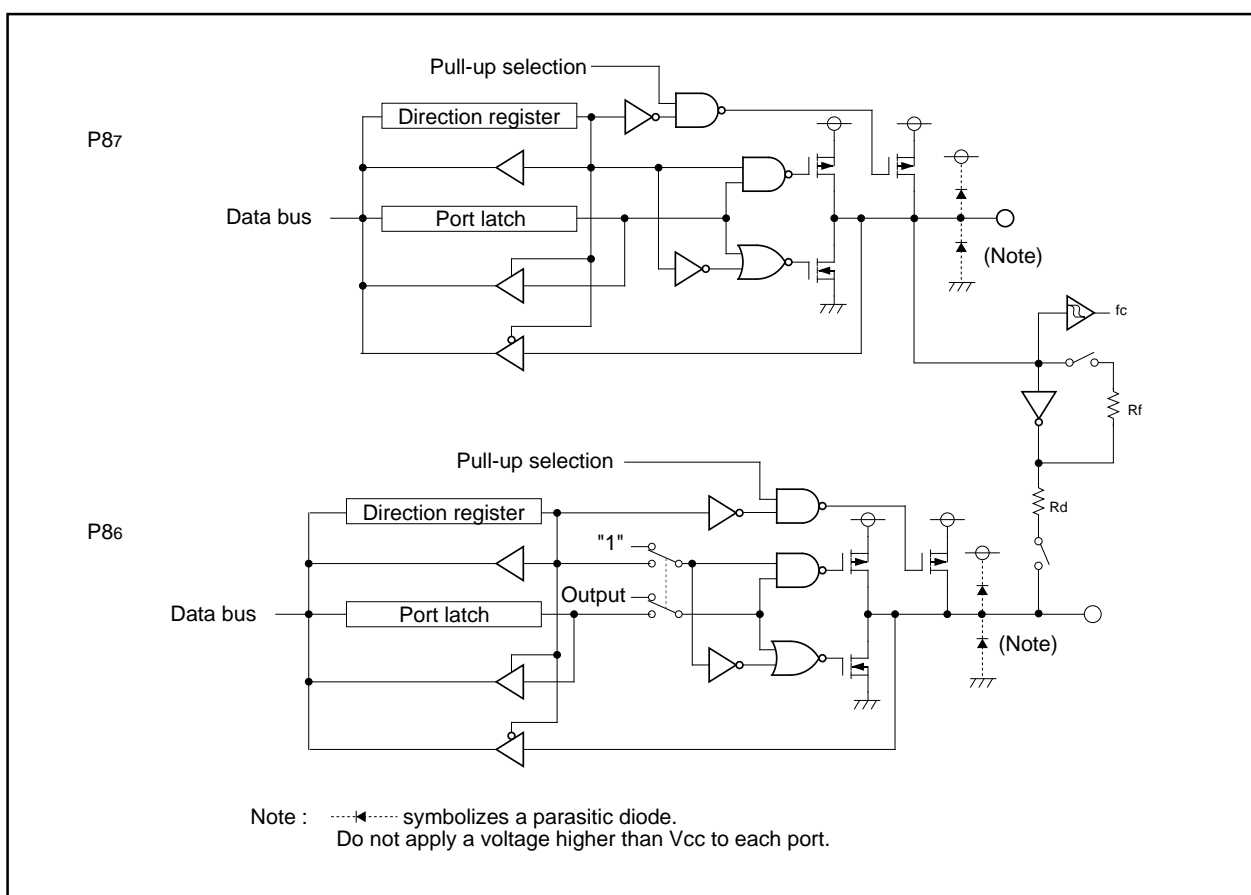 Pull-up selection
Direction register
P87
Data bus
Port latch
(Note)
fc
Rf
Rd
Pull-up selection
Direction register
P86
"1"
Output
Data bus
Port latch
(Note)
Note : symbolizes a parasitic diode.
Do not apply a voltage higher than Vcc to each port.